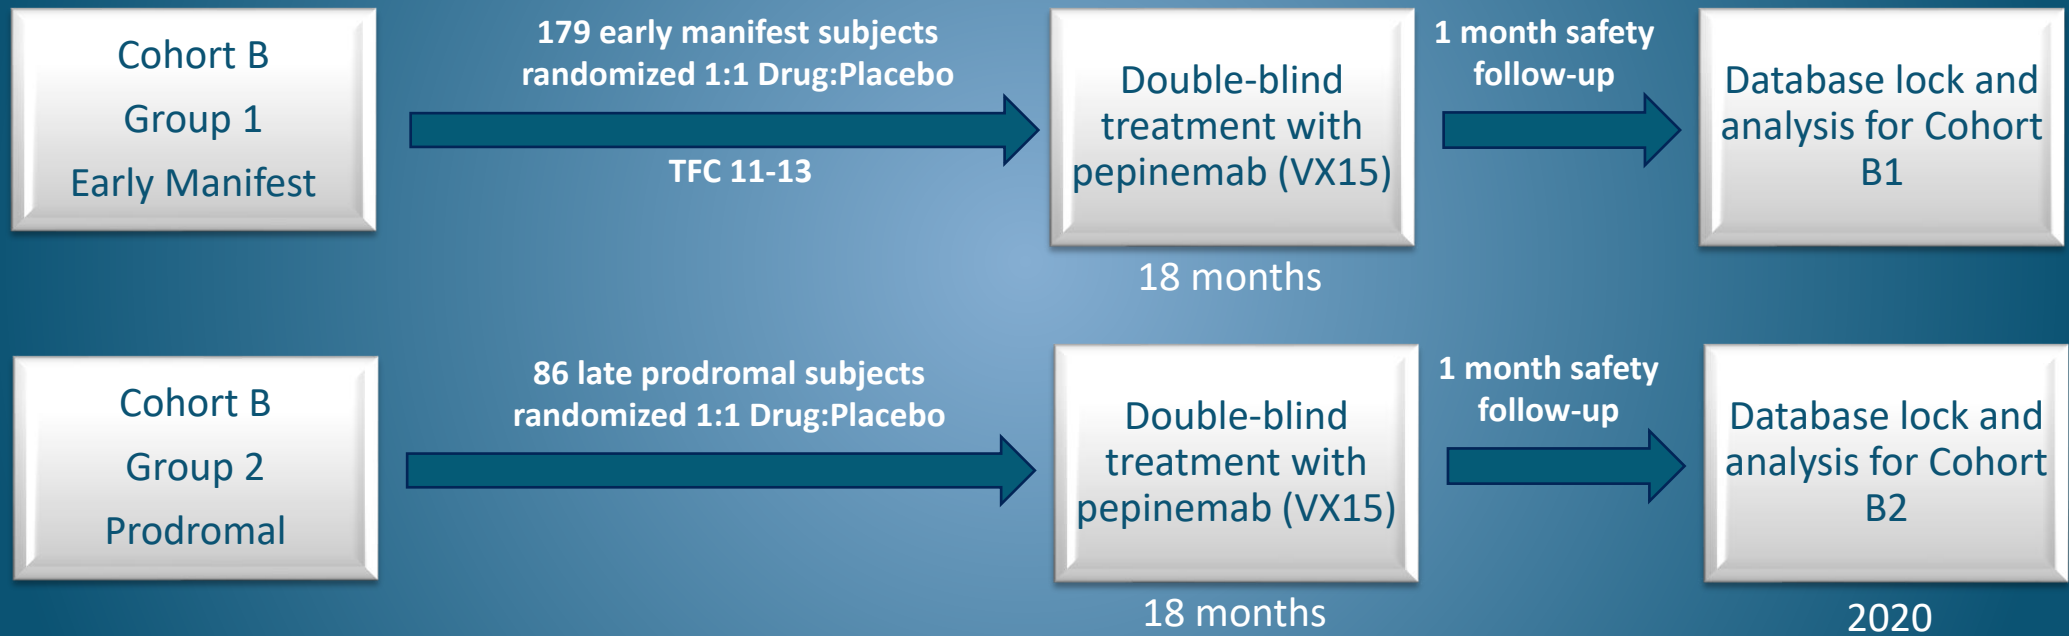 Cohort B
Group 1
Early Manifest
179 early manifest subjects
randomized 1:1 Drug:Placebo
TFC 11-13
Double-blind
treatment with
pepinemab (VX15)
18 months
1 month safety
follow-up
Database lock and
analysis for Cohort
B1
Cohort B
Group 2
Prodromal
86 late prodromal subjects
randomized 1:1 Drug:Placebo
Double-blind
treatment with
pepinemab (VX15)
18 months
1 month safety
follow-up
Database lock and
analysis for Cohort
B2
2020